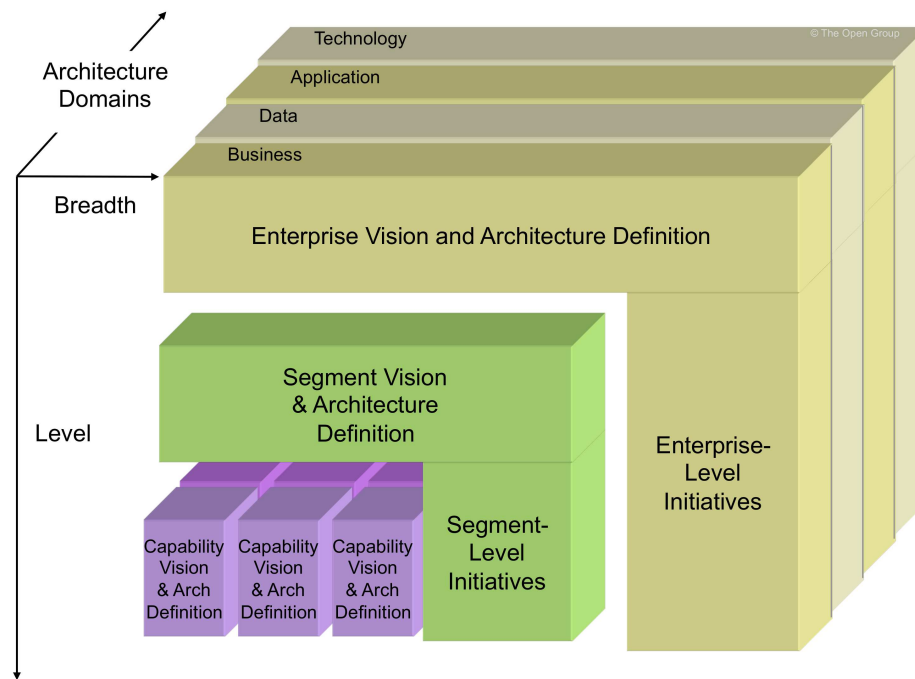 © The Open Group
Technology
Application
Data
Business
Architecture
Domains
Breadth
Level
Enterprise Vision and Architecture Definition
Segment Vision
& Architecture
Definition
Enterprise-
Level
Initiatives
Segment-
Level
Initiatives
Capability
Vision
& Arch
Definition
Capability
Vision
& Arch
Definition
Capability
Vision
& Arch
Definition